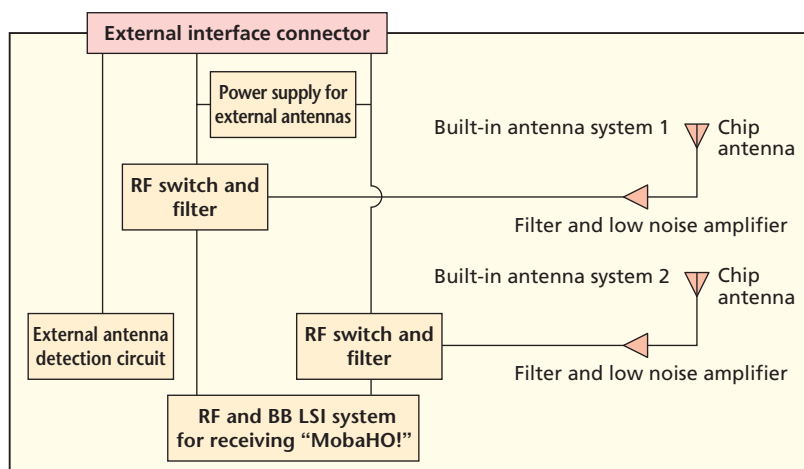 External interface connector
Power supply for
external antennas
Built-in antenna system 1
Chip
antenna
RF switch and
filter
Filter and low noise amplifier
Built-in antenna system 2
Chip
antenna
External antenna
detection circuit
RF switch and
filter
Filter and low noise amplifier
RF and BB LSI system
for receiving “MobaHO!”